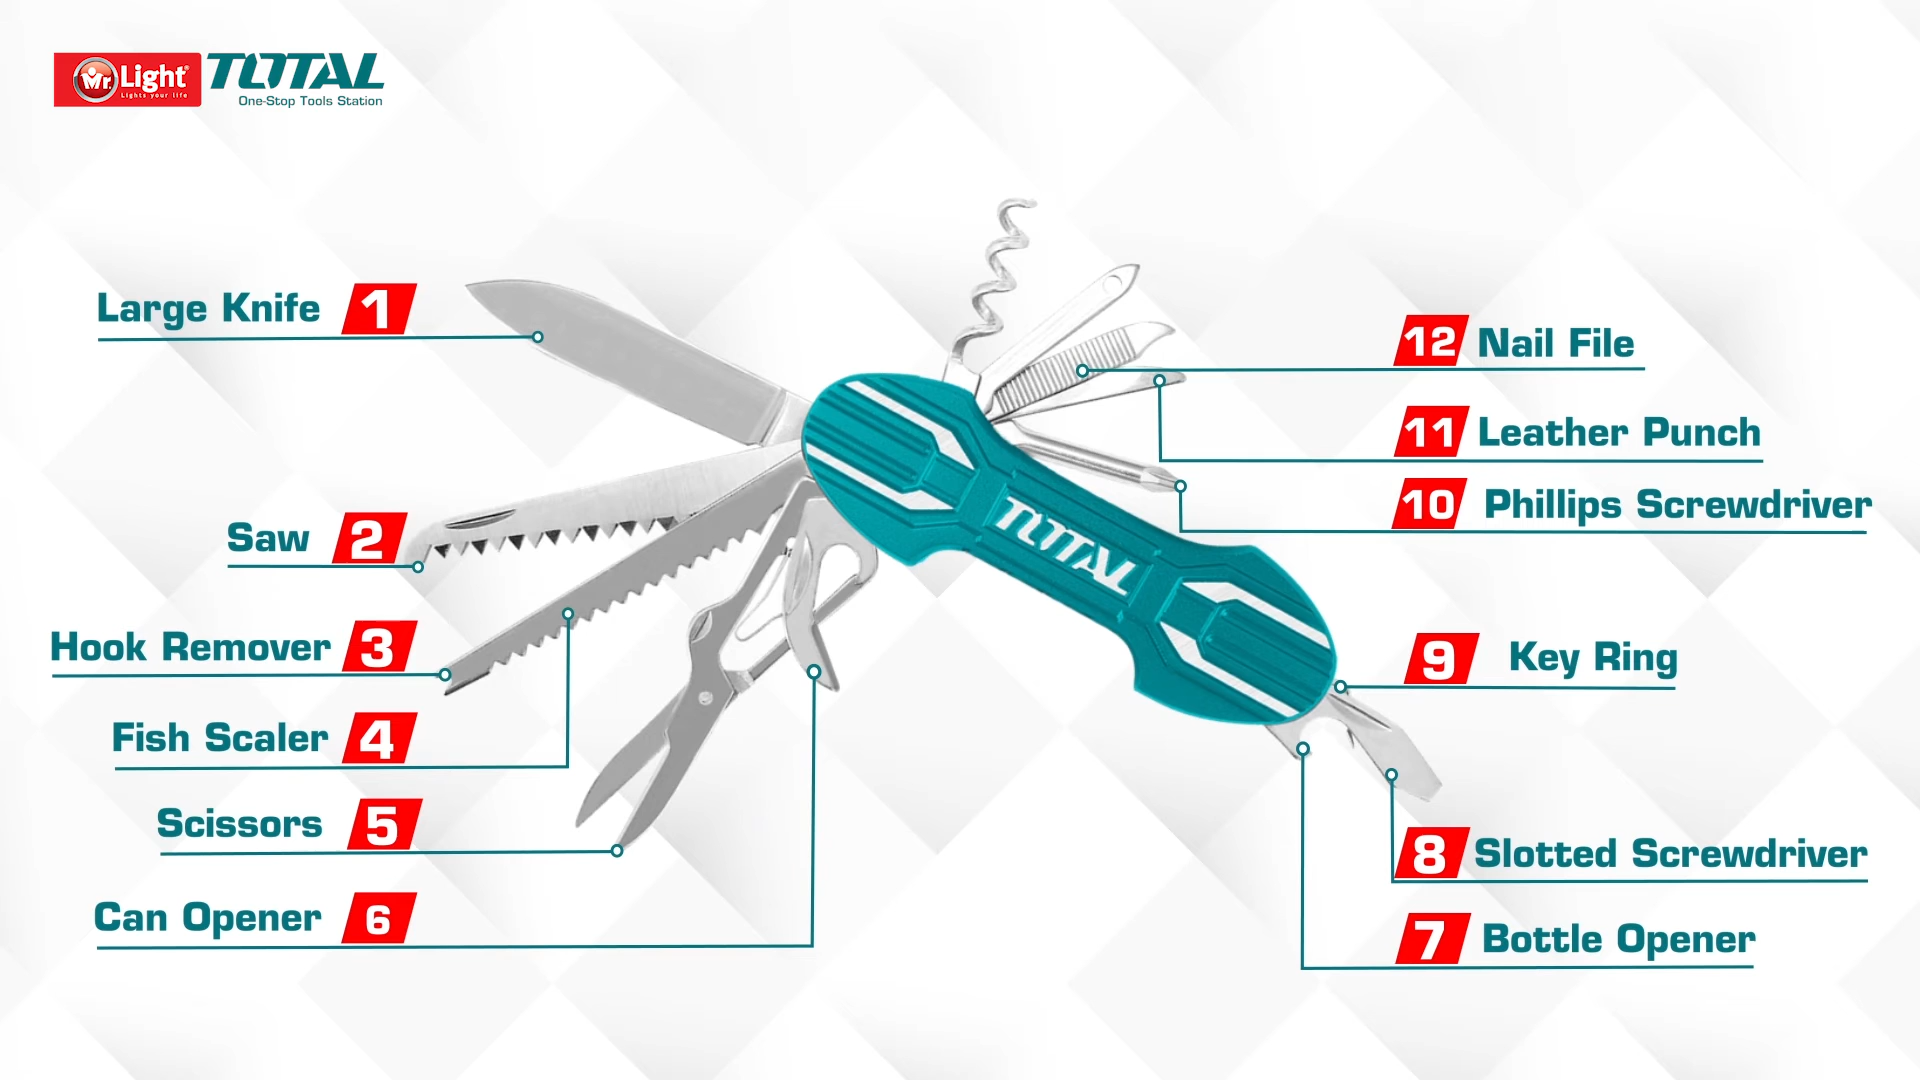 Mr. Light®
Lights your life
TOTAL
One-Stop Tools Station
Large Knife 1
Saw 2
Hook Remover 3
Fish Scaler 4
Scissors 5
Can Opener 6
TOTAL
12 Nail File
11 Leather Punch
10 Phillips Screwdriver
9 Key Ring
8 Slotted Screwdriver
7 Bottle Opener